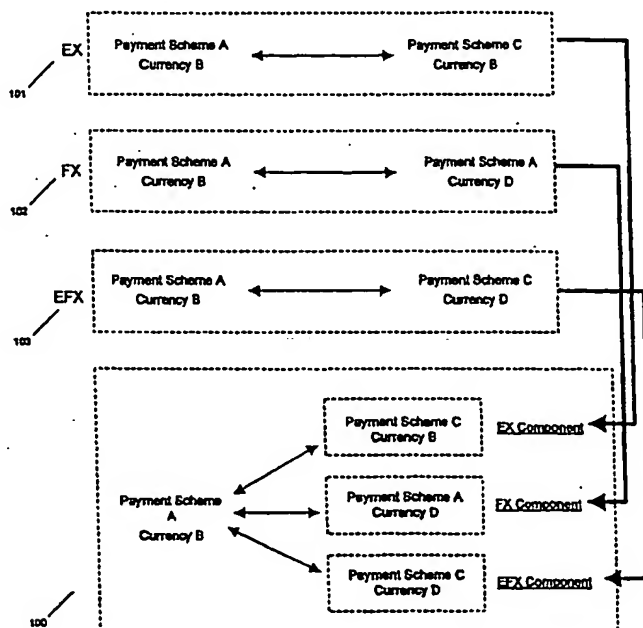 Payment Scheme A
Currency B
Payment Scheme C
Currency B
EX
101
Payment Scheme A
Currency B
Payment Scheme A
Currency D
FX
102
Payment Scheme A
Currency B
Payment Scheme C
Currency D
EFX
103
Payment Scheme C
Currency B
EX Component
Payment Scheme
A
Currency B
Payment Scheme A
Currency D
FX Component
Payment Scheme C
Currency D
EFX Component
100